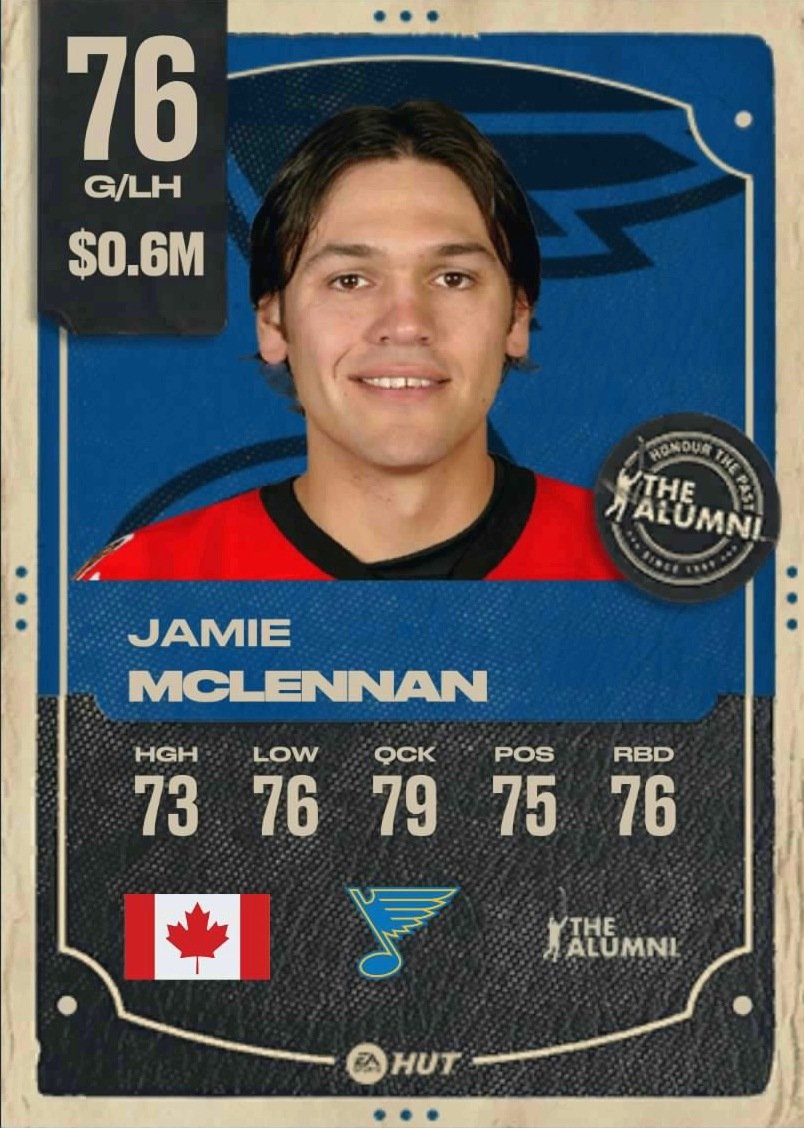 76
G/LH
$0.6M
HONOUR THE PAST
THE
ALUMNI
JAMIE
MCLENNAN
HGH LOW QCK POS RBD
73 76 79 75 76
THE
ALUMNI
EA
HUT